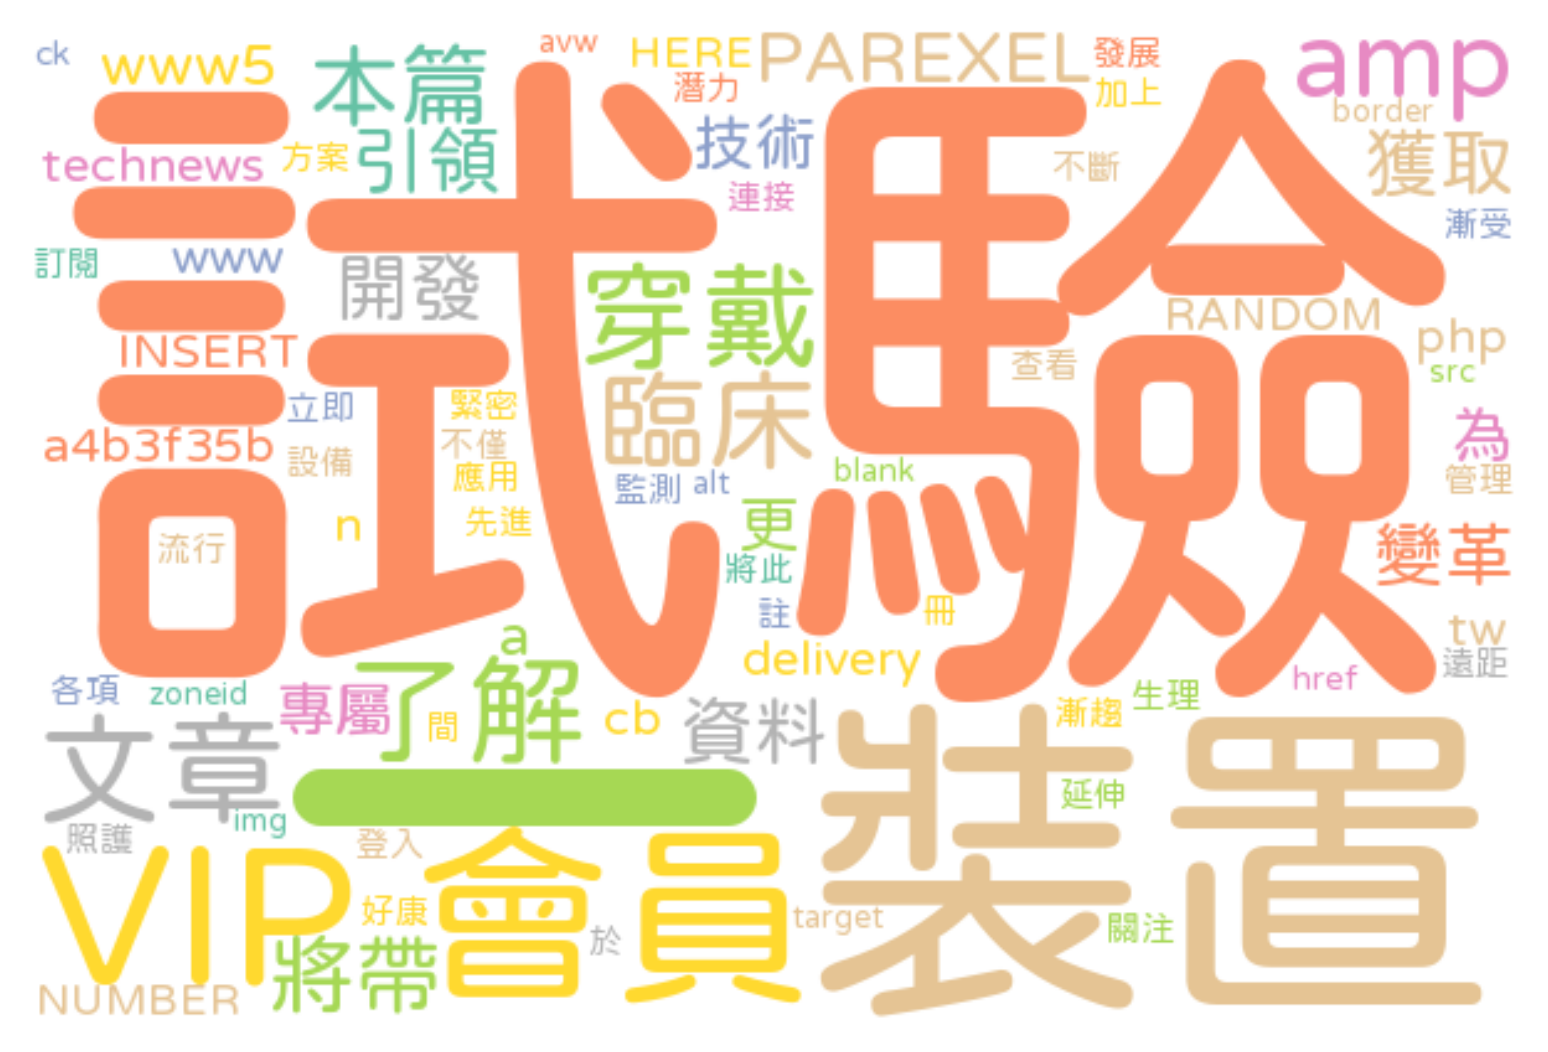 ck
www5
本篇
avw
HERE
PAREXEL
發展
amp
潛力
加上
border
technews
方案
引領
技術
不斷
獲取
連接
漸受
訂閱
www
開發
穿戴
試驗
RANDOM
php
INSERT
查看
src
臨床
立即
緊密
為
a4b3f35b
設備
不僅
應用
監測
alt
blank
管理
n
先進
更
變革
流行
將此
註
冊
a
delivery
tw
遠距
各項
zoneid
專屬
了解
間
cb
資料
漸趨
生理
href
文章
一
裝置
延伸
img
照護
登入
VIP
會員
好康
將帶
於
target
關注
NUMBER